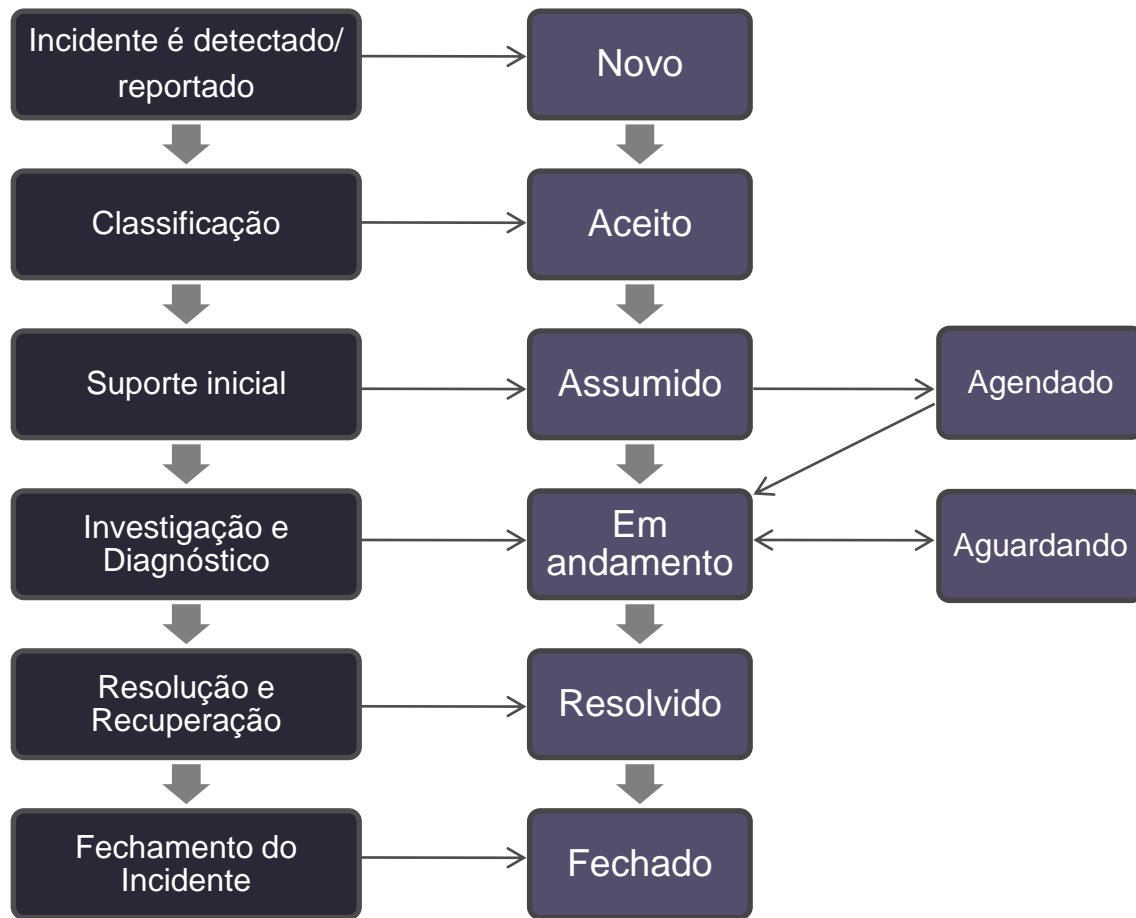 Incidente é detectado/
reportado
Novo
Classificação
Aceito
Suporte inicial
Assumido
Agendado
Investigação e
Diagnóstico
Em
andamento
Aguardando
Resolução e
Recuperação
Resolvido
Fechamento do
Incidente
Fechado